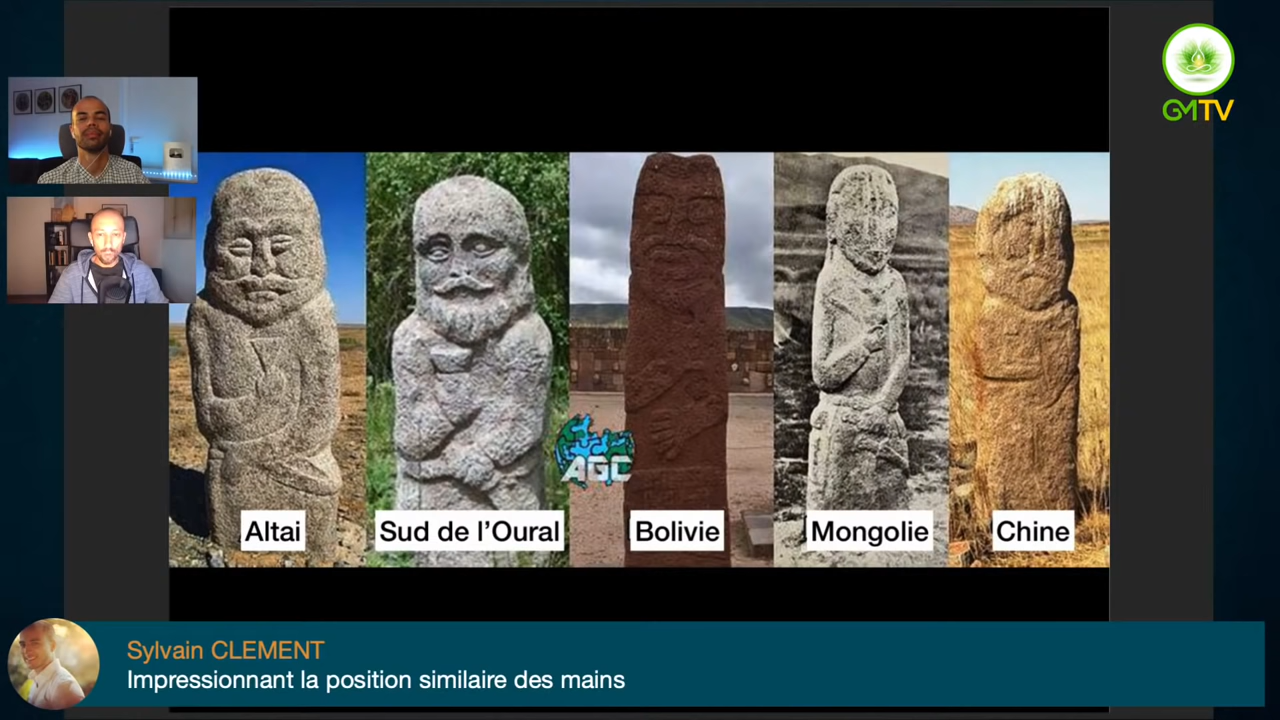 GMTV
AGC
Altai
Sud de l'Oural
Bolivie
Mongolie
Chine
Sylvain CLEMENT
Impressionnant la position similaire des mains